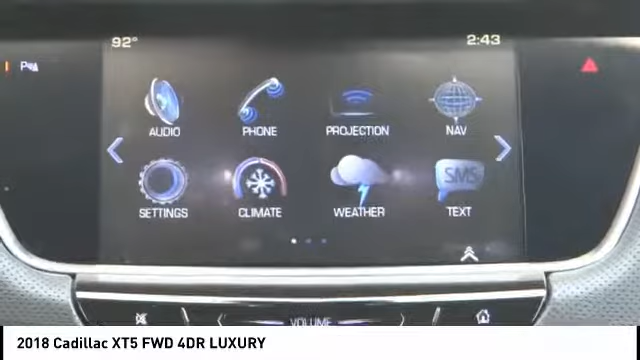 92° 2:43
P
AUDIO PHONE PROJECTION NAV
SMS
SETTINGS CLIMATE WEATHER TEXT
VOLUME
2018 Cadillac XT5 FWD 4DR LUXURY